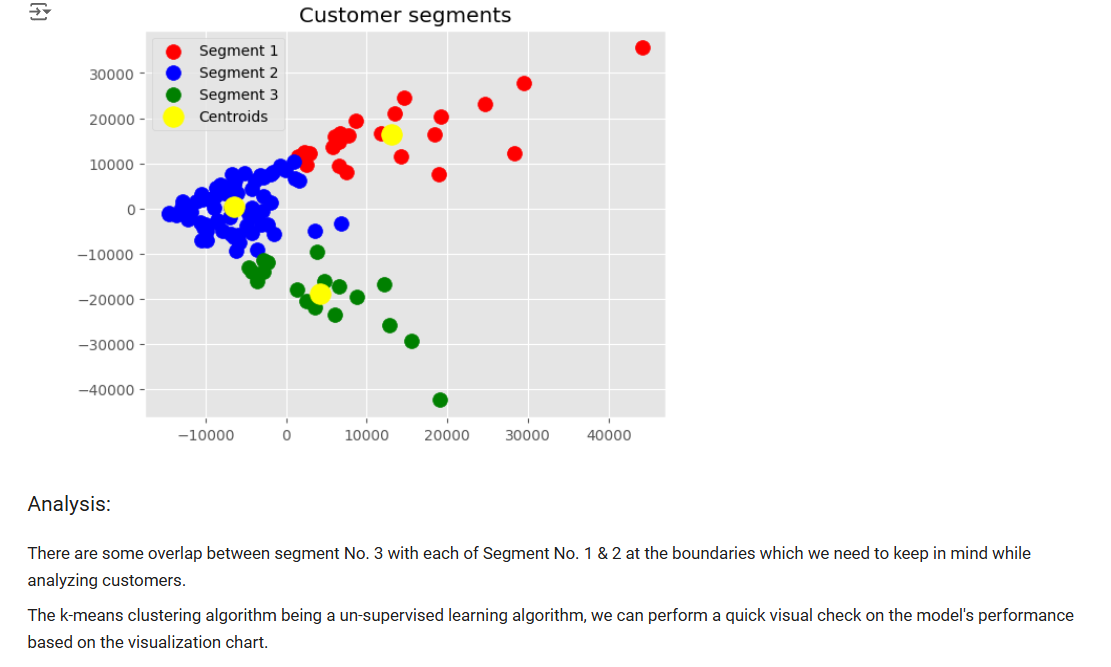 Customer segments
Segment 1
Segment 2
Segment 3
Centroids
30000
20000
10000
0
−10000
−20000
−30000
−40000
−10000 0 10000 20000 30000 40000
Analysis:
There are some overlap between segment No. 3 with each of Segment No. 1 & 2 at the boundaries which we need to keep in mind while
analyzing customers.
The k-means clustering algorithm being a un-supervised learning algorithm, we can perform a quick visual check on the model's performance
based on the visualization chart.